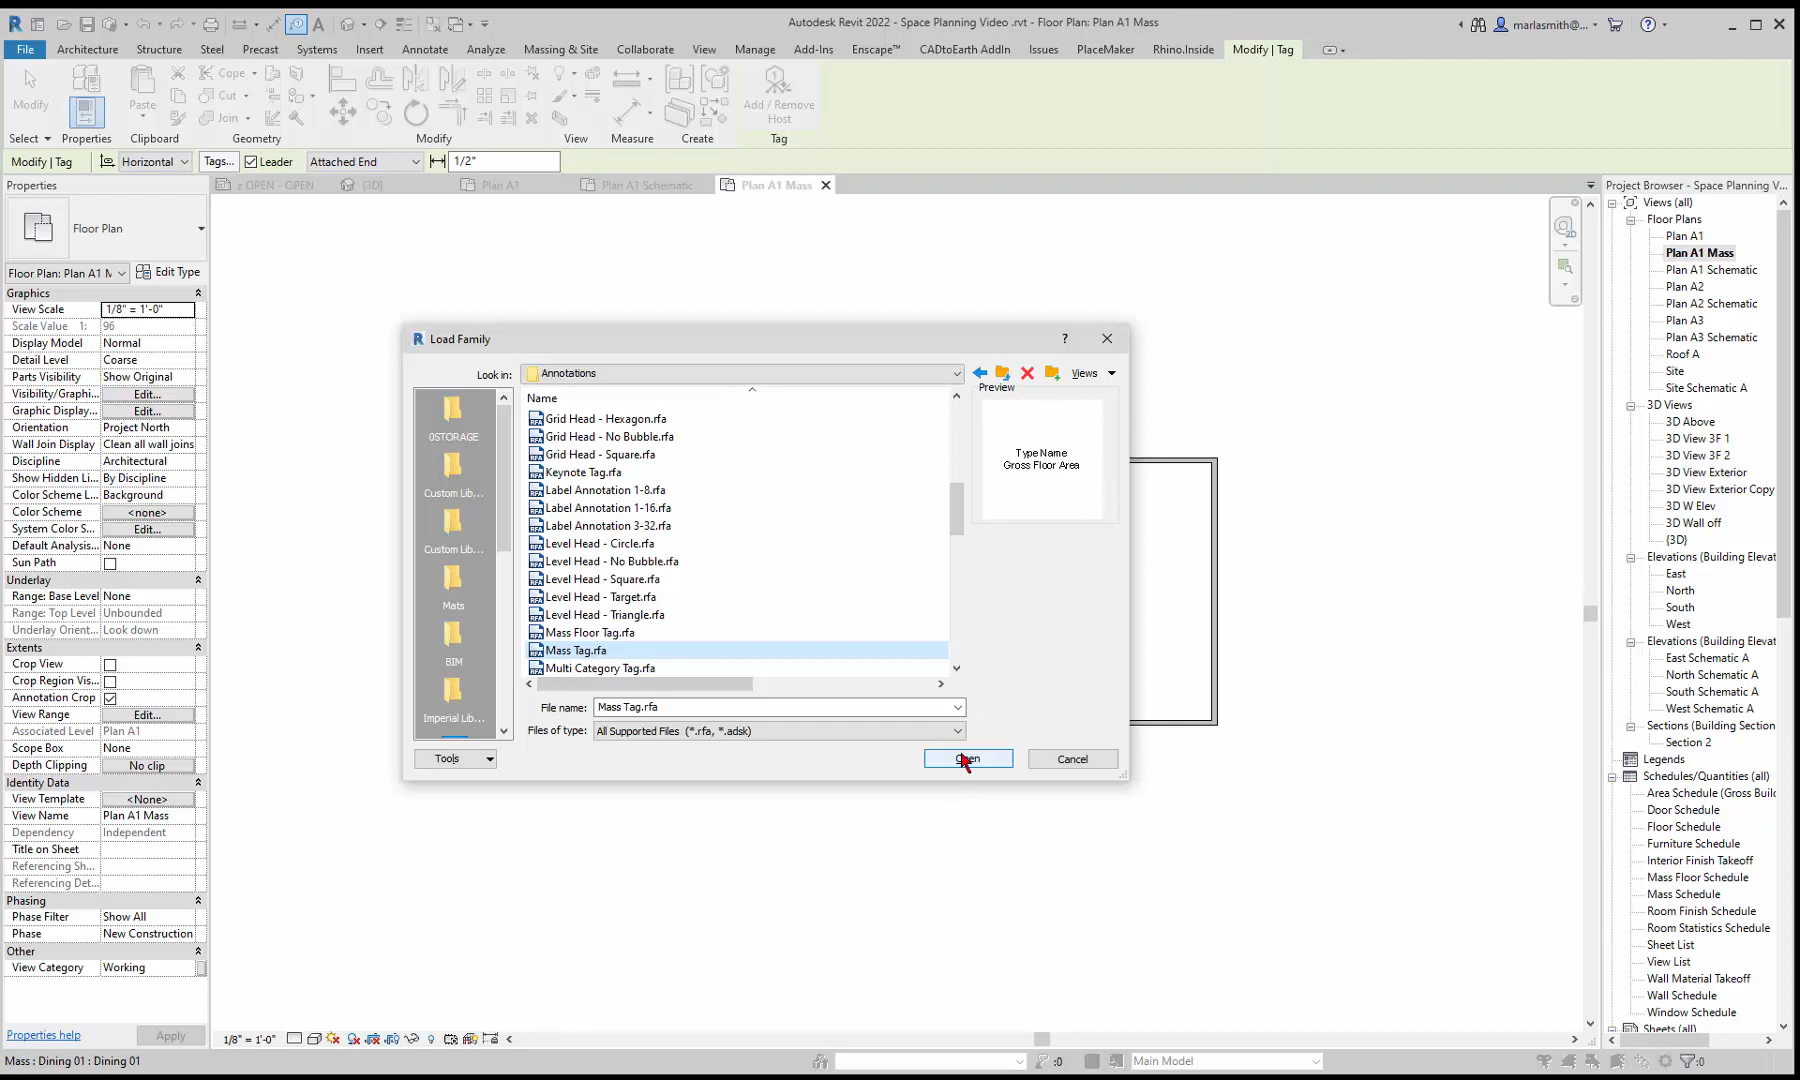 Autodesk Revit 2022 - Space Planning Video .rvt - Floor Plan: Plan A1 Mass
marlasmith@...
File Architecture Structure Steel Precast Systems Insert Annotate Analyze Massing & Site Collaborate View Manage Add-Ins Enscape™ CADtoEarth AddIn Issues PlaceMaker Rhino.Inside Modify | Tag
Modify Paste Cope Cut Join Add / Remove Host
Select Properties Clipboard Geometry Modify View Measure Create Tag
Modify | Tag Horizontal Tags... Leader Attached End 1/2"
Properties
z OPEN - OPEN {3D} Plan A1 Plan A1 Schematic Plan A1 Mass
Floor Plan
Floor Plan: Plan A1 M Edit Type
Graphics
View Scale 1/8" = 1'-0"
Scale Value 1: 96
Display Model Normal
Detail Level Coarse
Parts Visibility Show Original
Visibility/Graphi... Edit...
Graphic Display... Edit...
Orientation Project North
Wall Join Display Clean all wall joins
Discipline Architectural
Show Hidden Li... By Discipline
Color Scheme L... Background
Color Scheme <none>
System Color S... Edit...
Default Analysis... None
Sun Path
Underlay
Range: Base Level None
Range: Top Level Unbounded
Underlay Orient... Look down
Extents
Crop View
Crop Region Vis...
Annotation Crop
View Range Edit...
Associated Level Plan A1
Scope Box None
Depth Clipping No clip
Identity Data
View Template <None>
View Name Plan A1 Mass
Dependency Independent
Title on Sheet
Referencing Sh...
Referencing Det...
Phasing
Phase Filter Show All
Phase New Construction
Other
View Category Working
Properties help Apply
Load Family
Look in: Annotations Views
Name
Preview
Type Name
Gross Floor Area
0STORAGE
Custom Lib...
Custom Lib...
Mats
BIM
Imperial Lib...
Grid Head - Hexagon.rfa
Grid Head - No Bubble.rfa
Grid Head - Square.rfa
Keynote Tag.rfa
Label Annotation 1-8.rfa
Label Annotation 1-16.rfa
Label Annotation 3-32.rfa
Level Head - Circle.rfa
Level Head - No Bubble.rfa
Level Head - Square.rfa
Level Head - Target.rfa
Level Head - Triangle.rfa
Mass Floor Tag.rfa
Mass Tag.rfa
Multi Category Tag.rfa
File name: Mass Tag.rfa
Files of type: All Supported Files (*.rfa, *.adsk)
Tools Open Cancel
Project Browser - Space Planning V...
Views (all)
Floor Plans
Plan A1
Plan A1 Mass
Plan A1 Schematic
Plan A2
Plan A2 Schematic
Plan A3
Plan A3 Schematic
Roof A
Site
Site Schematic A
3D Views
3D Above
3D View 3F 1
3D View 3F 2
3D View Exterior
3D View Exterior Copy
3D W Elev
3D Wall off
{3D}
Elevations (Building Elevat
East
North
South
West
Elevations (Building Elevat
East Schematic A
North Schematic A
South Schematic A
West Schematic A
Sections (Building Section
Section 2
Legends
Schedules/Quantities (all)
Area Schedule (Gross Build
Door Schedule
Floor Schedule
Furniture Schedule
Interior Finish Takeoff
Mass Floor Schedule
Mass Schedule
Room Finish Schedule
Room Statistics Schedule
Sheet List
View List
Wall Material Takeoff
Wall Schedule
Window Schedule
Sheets (all)
1/8" = 1'-0"
Mass : Dining 01 : Dining 01 :0 Main Model :0